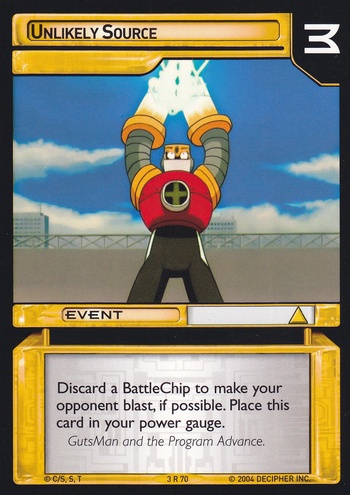 UNLIKELY SOURCE
3
EVENT
Discard a BattleChip to make your
opponent blast, if possible. Place this
card in your power gauge.
GutsMan and the Program Advance.
© C/S, S, T 3 R 70 © 2004 DECIPHER INC.